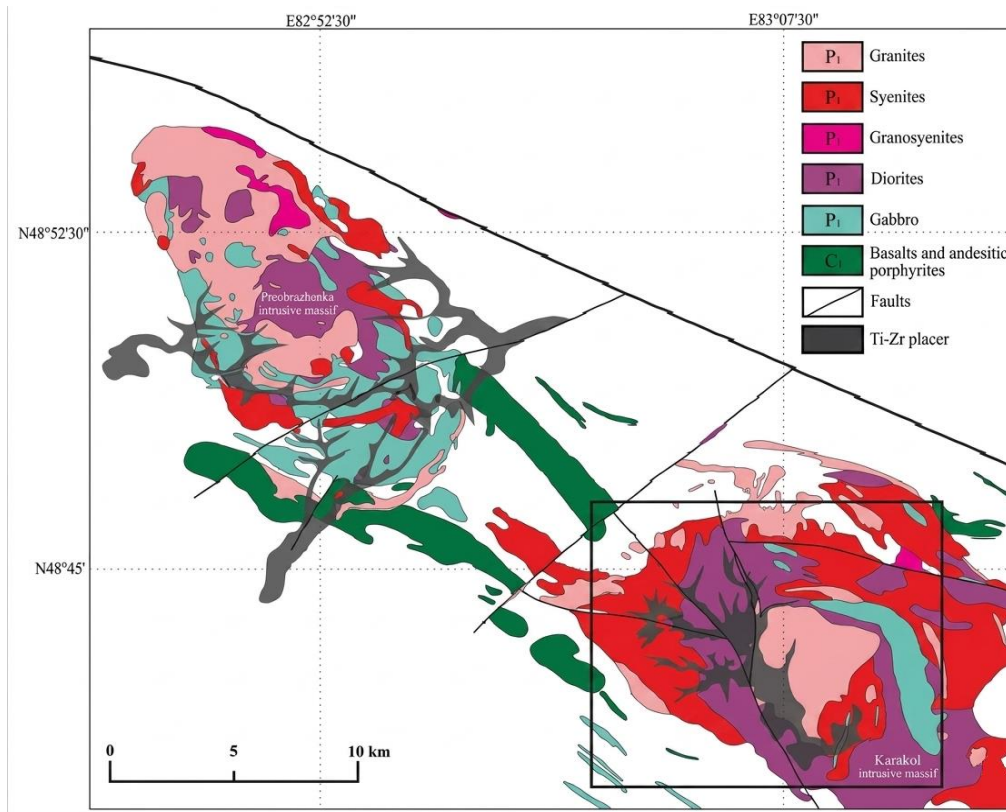 E82°52'30"
E83°07'30"
P₁ Granites
P₁ Syenites
P₁ Granosyenites
P₁ Diorites
N48°52'30"
P₁ Gabbro
C₁ Basalts and andesitic
porphyrites
Faults
Ti-Zr placer
Preobrazhenka
intrusive massif
N48°45'
0 5 10 km
Karakol
intrusive massif